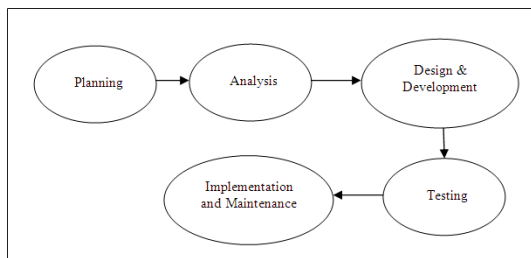 Planning
Analysis
Design &
Development
Testing
Implementation
and Maintenance